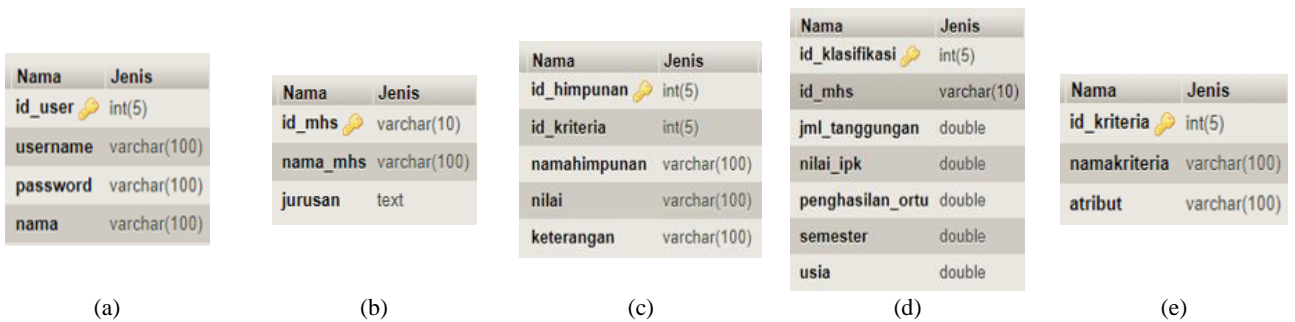 Nama Jenis
id_user int(5)
username varchar(100)
password varchar(100)
nama varchar(100)
(a)
Nama Jenis
id_mhs varchar(10)
nama_mhs varchar(100)
jurusan text
(b)
Nama Jenis
id_himpunan int(5)
id_kriteria int(5)
namahimpunan varchar(100)
nilai varchar(100)
keterangan varchar(100)
(c)
Nama Jenis
id_klasifikasi int(5)
id_mhs varchar(10)
jml_tanggungan double
nilai_ipk double
penghasilan_ortu double
semester double
usia double
(d)
Nama Jenis
id_kriteria int(5)
namakriteria varchar(100)
atribut varchar(100)
(e)